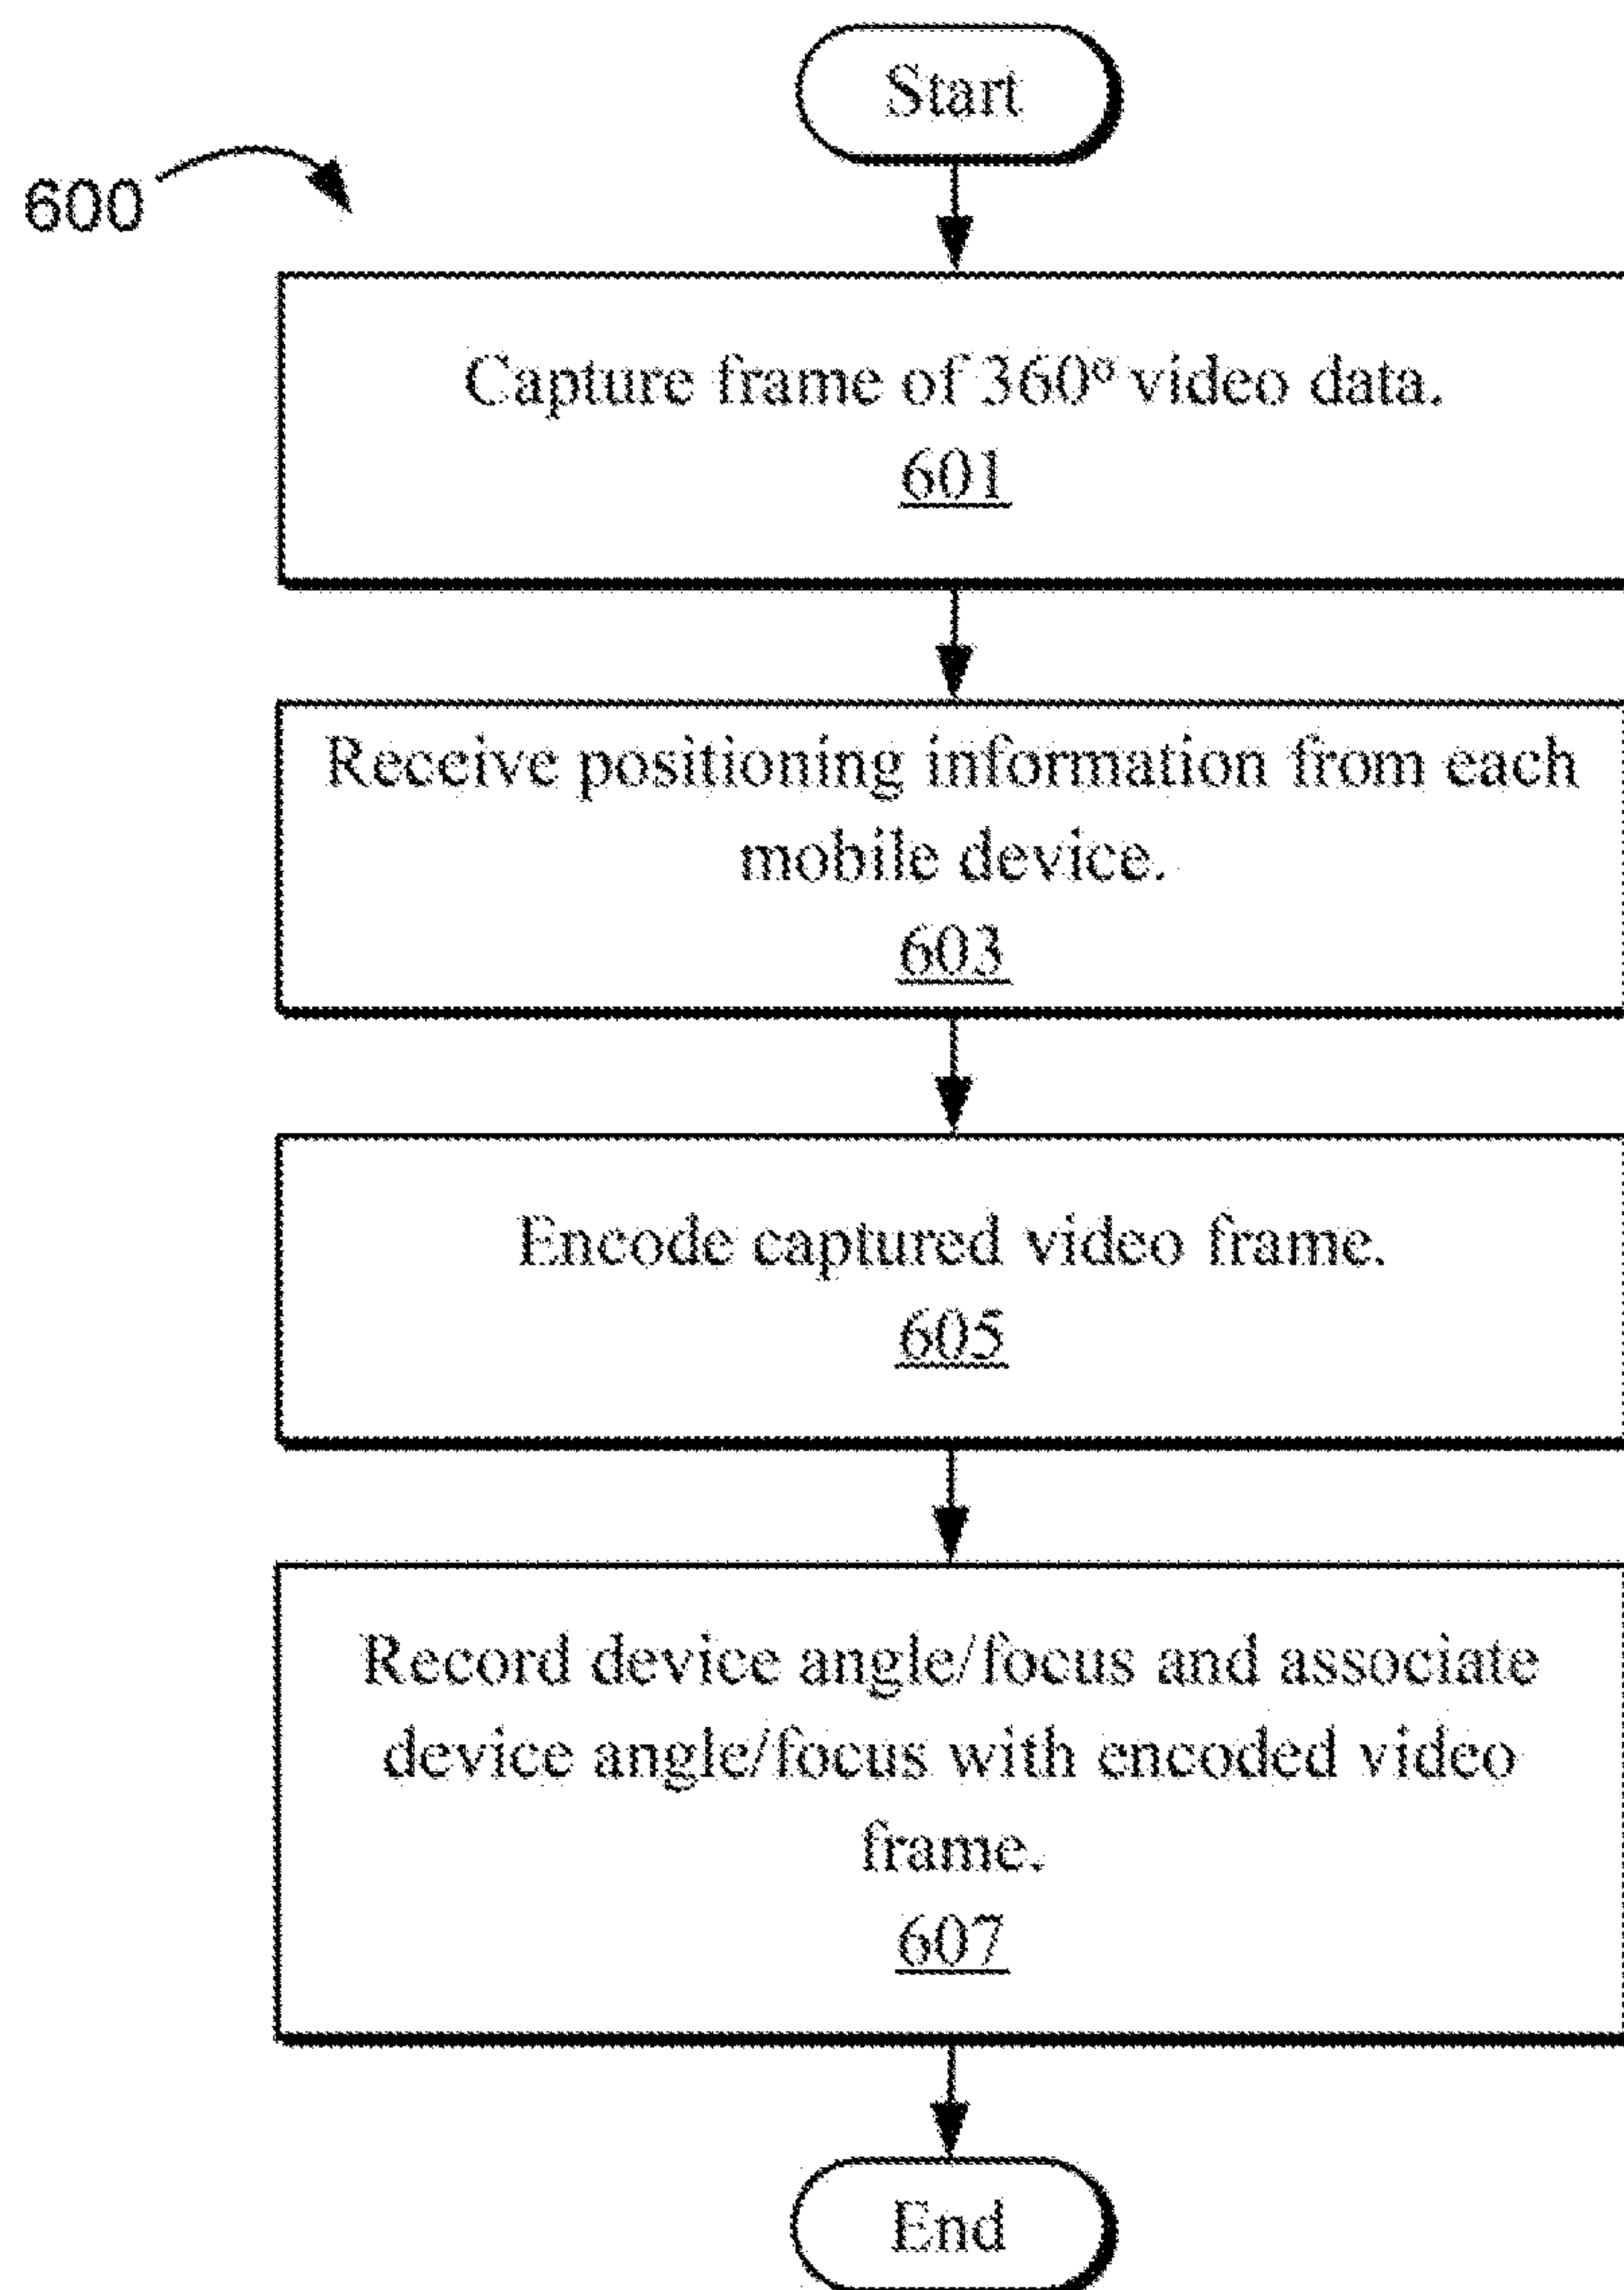 Start
600
Capture frame of 360º video data.
601
Receive positioning information from each
mobile device.
603
Encode captured video frame.
605
Record device angle/focus and associate
device angle/focus with encoded video
frame.
607
End